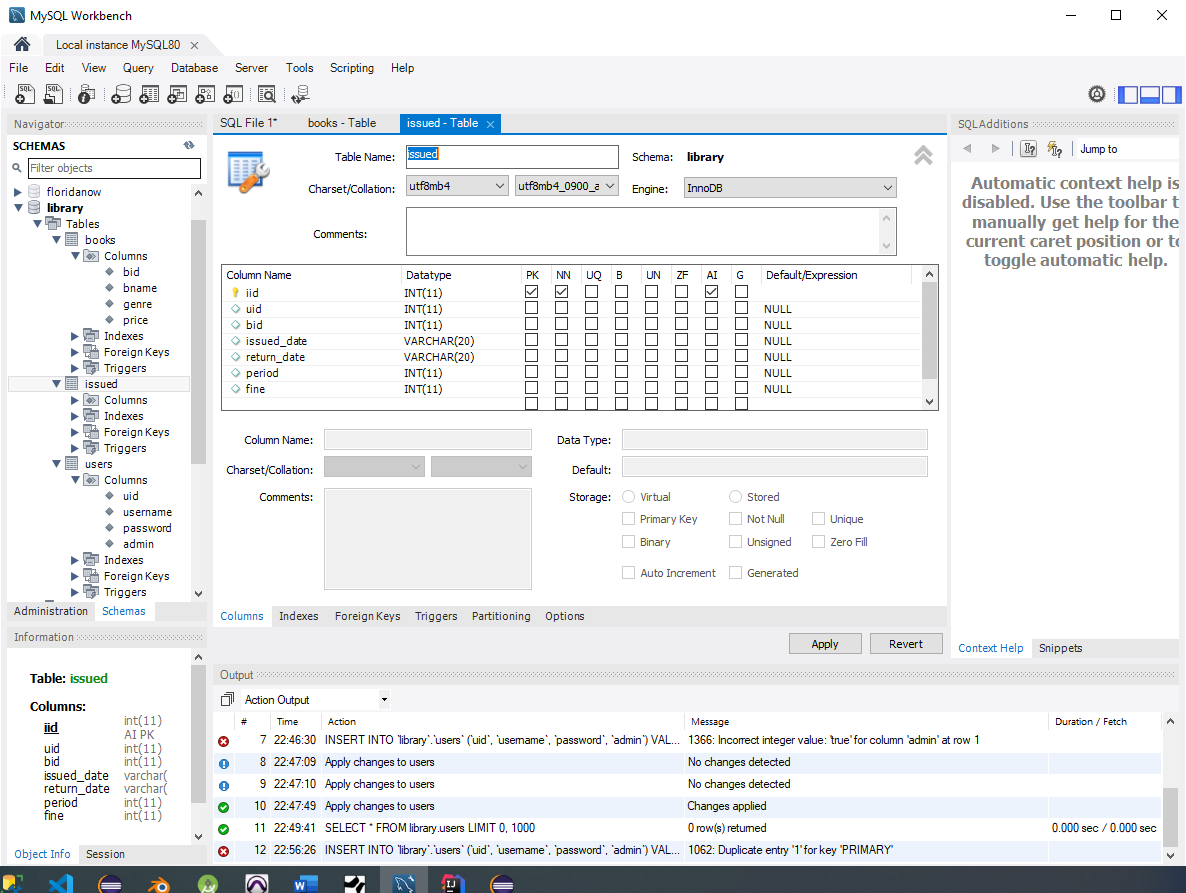 MySQL Workbench
Local instance MySQL80
File Edit View Query Database Server Tools Scripting Help
Navigator
SCHEMAS
Filter objects
floridanow
library
Tables
books
Columns
bid
bname
genre
price
Indexes
Foreign Keys
Triggers
issued
Columns
Indexes
Foreign Keys
Triggers
users
Columns
uid
username
password
admin
Indexes
Foreign Keys
Triggers
Administration Schemas
Information
Table: issued
Columns:
iid int(11)
AI PK
uid int(11)
bid int(11)
issued_date varchar(
return_date varchar(
period int(11)
fine int(11)
Object Info Session
SQL File 1* books - Table issued - Table
Table Name: issued Schema: library
Charset/Collation: utf8mb4 utf8mb4_0900_a Engine: InnoDB
Comments:
Column Name Datatype PK NN UQ B UN ZF AI G Default/Expression
iid INT(11)
uid INT(11) NULL
bid INT(11) NULL
issued_date VARCHAR(20) NULL
return_date VARCHAR(20) NULL
period INT(11) NULL
fine INT(11) NULL
Column Name: Data Type:
Charset/Collation: Default:
Comments: Storage: Virtual Stored
Primary Key Not Null Unique
Binary Unsigned Zero Fill
Auto Increment Generated
Columns Indexes Foreign Keys Triggers Partitioning Options
Apply Revert
SQLAdditions
Jump to
Automatic context help is
disabled. Use the toolbar t
manually get help for the
current caret position or to
toggle automatic help.
Context Help Snippets
Output
Action Output
# Time Action Message Duration / Fetch
7 22:46:30 INSERT INTO `library`.`users` (`uid`, `username`, `password`, `admin`) VAL... 1366: Incorrect integer value: 'true' for column 'admin' at row 1
8 22:47:09 Apply changes to users No changes detected
9 22:47:10 Apply changes to users No changes detected
10 22:47:49 Apply changes to users Changes applied
11 22:49:41 SELECT * FROM library.users LIMIT 0, 1000 0 row(s) returned 0.000 sec / 0.000 sec
12 22:56:26 INSERT INTO `library`.`users` (`uid`, `username`, `password`, `admin`) VAL... 1062: Duplicate entry '1' for key 'PRIMARY'